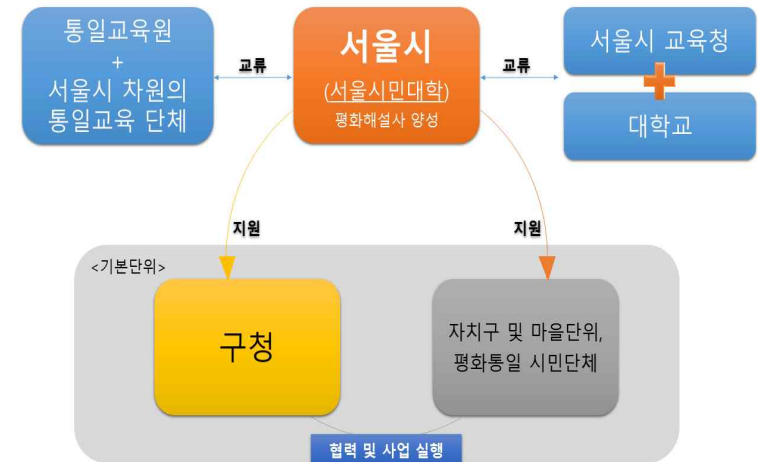 통일교육원
+
서울시 차원의
통일교육 단체
교류
서울시
(서울시민대학)
평화해설사 양성
교류
서울시 교육청
대학교
지원
지원
<기본단위>
구청
자치구 및 마을단위,
평화통일 시민단체
협력 및 사업 실행